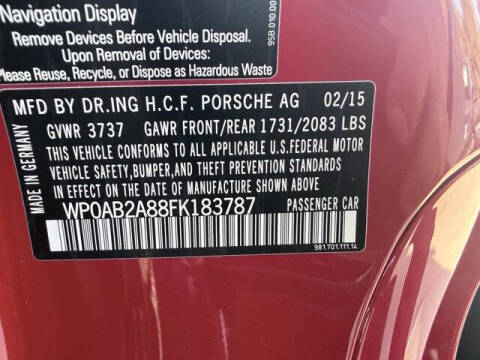 Navigation Display
Remove Devices Before Vehicle Disposal.
Upon Removal of Devices:
Please Reuse, Recycle, or Dispose as Hazardous Waste
95B.010.00
MFD BY DR.ING H.C.F. PORSCHE AG 02/15
GVWR 3737 GAWR FRONT/REAR 1731/2083 LBS
THIS VEHICLE CONFORMS TO ALL APPLICABLE U.S.FEDERAL MOTOR
VEHICLE SAFETY,BUMPER,AND THEFT PREVENTION STANDARDS
IN EFFECT ON THE DATE OF MANUFACTURE SHOWN ABOVE.
WP0AB2A88FK183787 PASSENGER CAR
MADE IN GERMANY
981.701.111.14